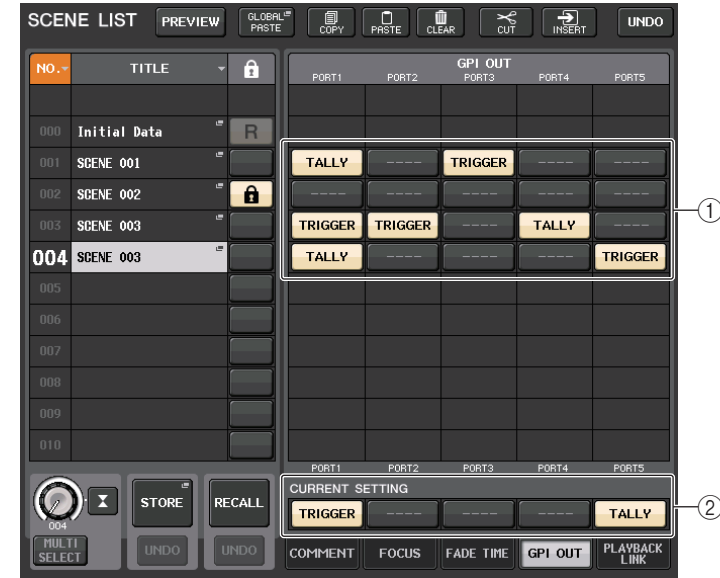 SCENE LIST PREVIEW GLOBAL PASTE COPY PASTE CLEAR CUT INSERT UNDO
NO. TITLE GPI OUT
PORT1 PORT2 PORT3 PORT4 PORT5
000 Initial Data R
001 SCENE 001 TALLY ---- TRIGGER ---- ----
002 SCENE 002 ---- ---- ---- ---- ----
003 SCENE 003 TRIGGER TRIGGER ---- TALLY ----
004 SCENE 003 TALLY ---- ---- ---- TRIGGER
005
006
007
008
009
010
①
PORT1 PORT2 PORT3 PORT4 PORT5
CURRENT SETTING
TRIGGER ---- ---- ---- TALLY
②
004 STORE RECALL
MULTI SELECT UNDO UNDO
COMMENT FOCUS FADE TIME GPI OUT PLAYBACK LINK